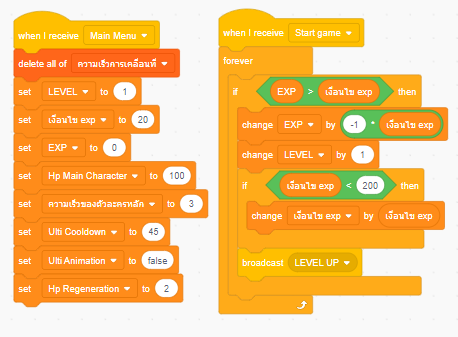 when I receive Main Menu
delete all of ความเร็วการเคลื่อนที่
set LEVEL to 1
set เงื่อนไข exp to 20
set EXP to 0
set Hp Main Character to 100
set ความเร็วของตัวละครหลัก to 3
set Ulti Cooldown to 45
set Ulti Animation to false
set Hp Regeneration to 2
when I receive Start game
forever
if EXP > เงื่อนไข exp then
change EXP by -1 * เงื่อนไข exp
change LEVEL by 1
if เงื่อนไข exp < 200 then
change เงื่อนไข exp by เงื่อนไข exp
broadcast LEVEL UP